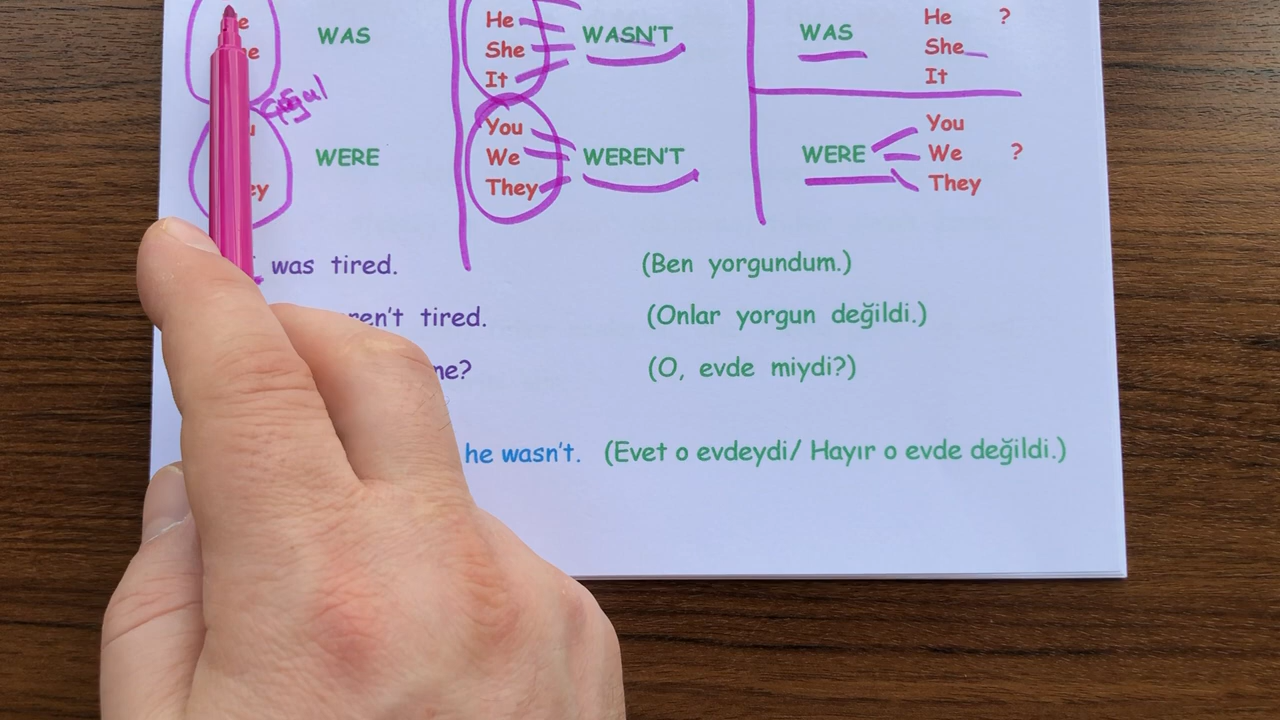 WAS
He
She
It
WASN'T
WAS
He ?
She
It
WERE
You
We
They
WEREN'T
WERE
You
We ?
They
was tired. (Ben yorgundum.)
tired. (Onlar yorgun değildi.)
(O, evde miydi?)
he wasn't. (Evet o evdeydi/ Hayır o evde değildi.)